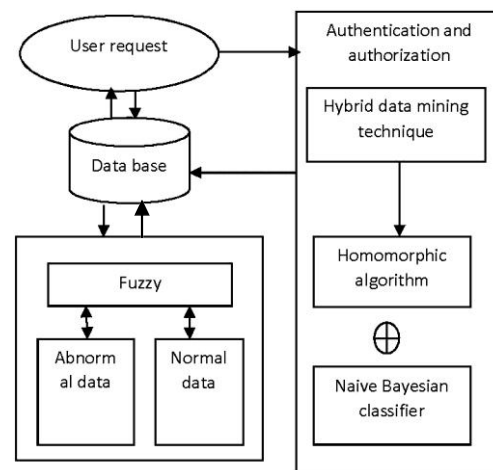 User request
Authentication and
authorization
Hybrid data mining
technique
Data base
Homomorphic
algorithm
Fuzzy
Abnorm
al data
Normal
data
Naive Bayesian
classifier